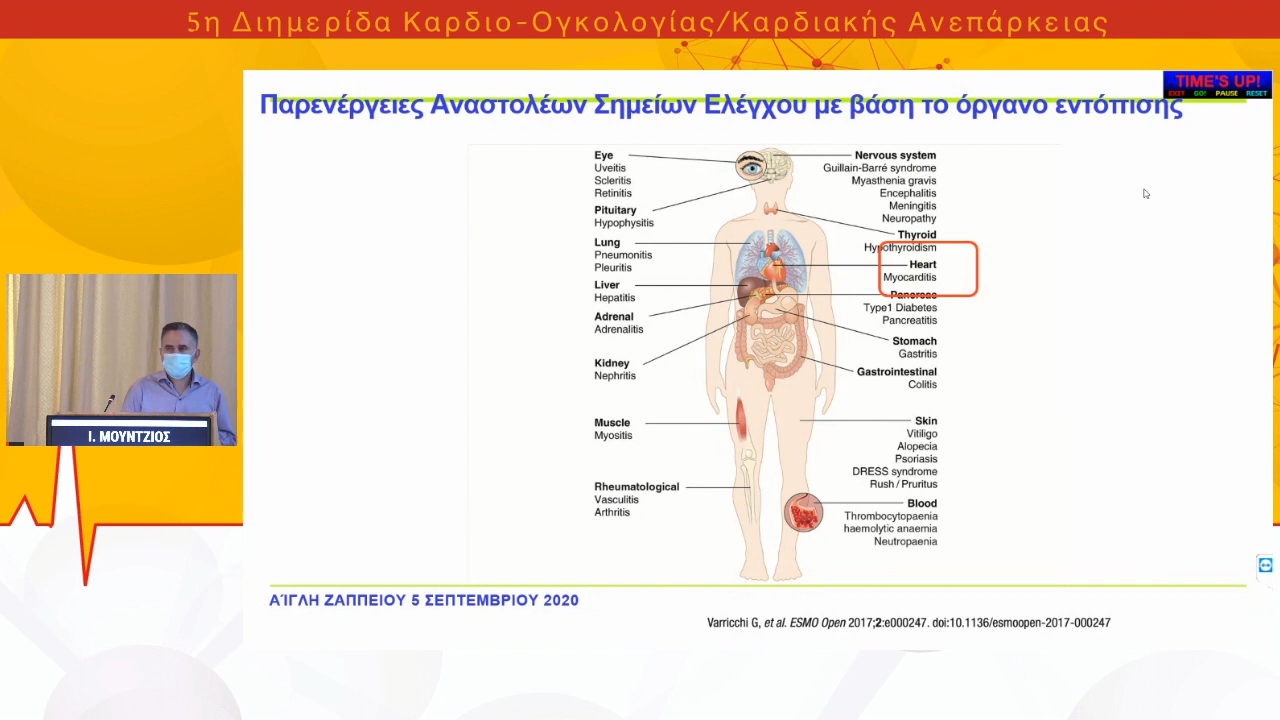 5η Διημερίδα Καρδιο-Ογκολογίας/Καρδιακής Ανεπάρκειας
TIME'S UP!
EXIT GO! PAUSE RESET
Παρενέργειες Αναστολέων Σημείων Ελέγχου με βάση το όργανο εντόπισης
Eye
Uveitis
Scleritis
Retinitis
Pituitary
Hypophysitis
Lung
Pneumonitis
Pleuritis
Liver
Hepatitis
Adrenal
Adrenalitis
Kidney
Nephritis
Muscle
Myositis
Rheumatological
Vasculitis
Arthritis
Nervous system
Guillain-Barré syndrome
Myasthenia gravis
Encephalitis
Meningitis
Neuropathy
Thyroid
Hypothyroidism
Heart
Myocarditis
Pancreas
Type1 Diabetes
Pancreatitis
Stomach
Gastritis
Gastrointestinal
Colitis
Skin
Vitiligo
Alopecia
Psoriasis
DRESS syndrome
Rush / Pruritus
Blood
Thrombocytopaenia
haemolytic anaemia
Neutropaenia
Ι. ΜΟΥΝΤΖΙΟΣ
ΑΊΓΛΗ ΖΑΠΠΕΙΟΥ 5 ΣΕΠΤΕΜΒΡΙΟΥ 2020
Varricchi G, et al. ESMO Open 2017;2:e000247. doi:10.1136/esmoopen-2017-000247